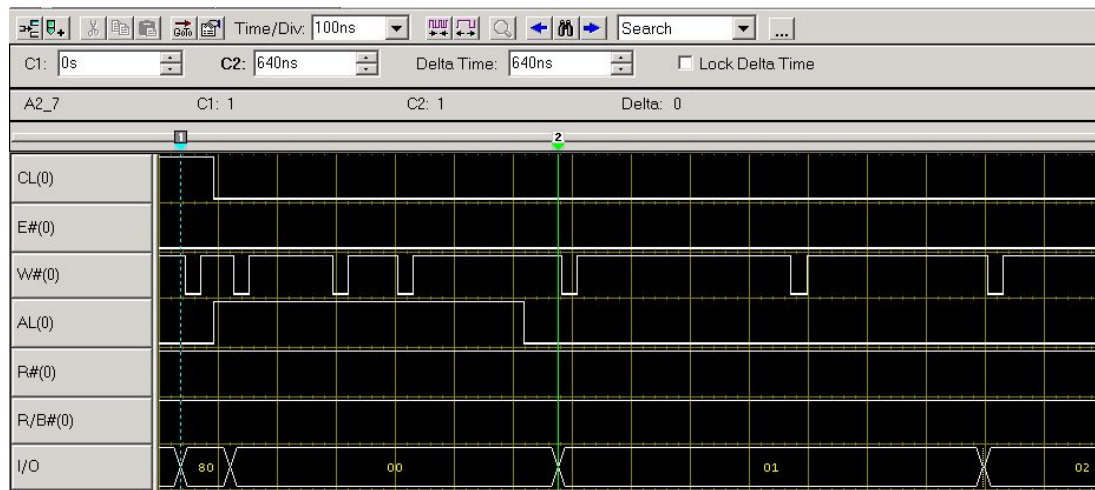 Goto Time/Div: 100ns Search ...
C1: 0s C2: 640ns Delta Time: 640ns Lock Delta Time
A2_7 C1: 1 C2: 1 Delta: 0
1 2
CL(0)
E#(0)
W#(0)
AL(0)
R#(0)
R/B#(0)
I/O 80 00 01 02